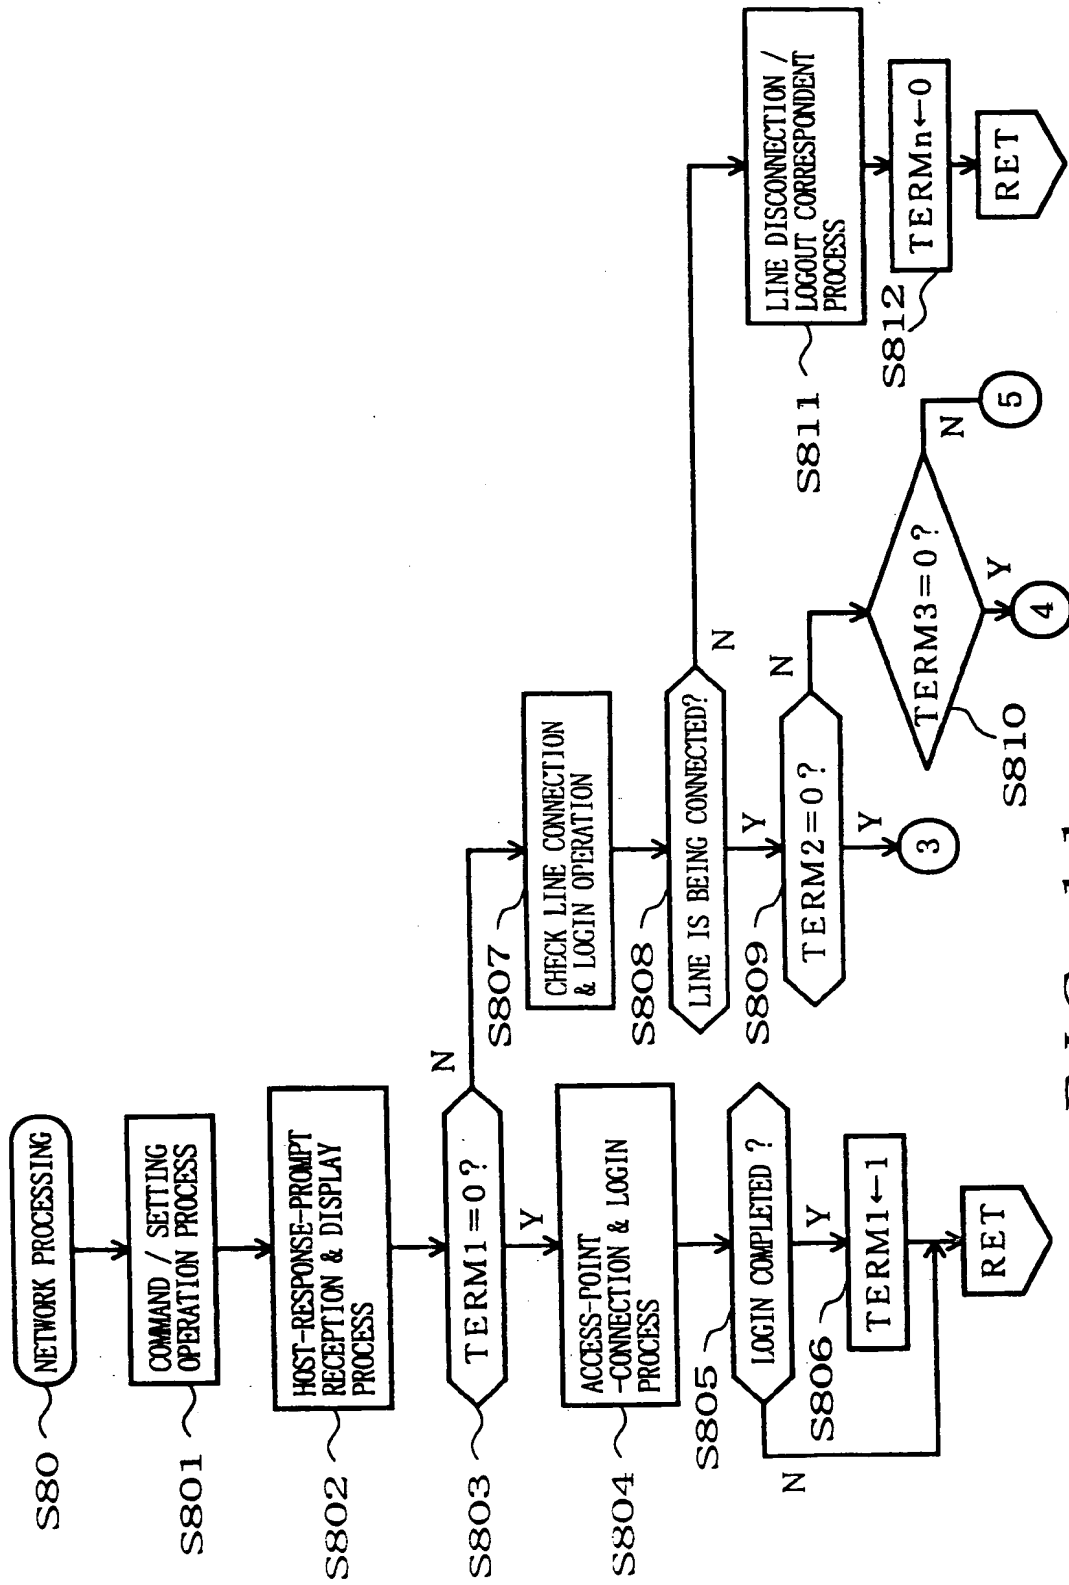 S80
NETWORK PROCESSING
S801
COMMAND / SETTING
OPERATION PROCESS
S802
HOST-RESPONSE-PROMPT
RECEPTION & DISPLAY
PROCESS
S803
TERM1=0?
N
Y
S804
ACCESS-POINT
-CONNECTION & LOGIN
PROCESS
S805
LOGIN COMPLETED ?
N
Y
S806
TERM1←1
RET
S807
CHECK LINE CONNECTION
& LOGIN OPERATION
S808
LINE IS BEING CONNECTED?
N
Y
S809
TERM2=0?
N
Y
3
S810
TERM3=0?
N
5
Y
4
S811
LINE DISCONNECTION /
LOGOUT CORRESPONDENT
PROCESS
S812
TERMn←0
RET